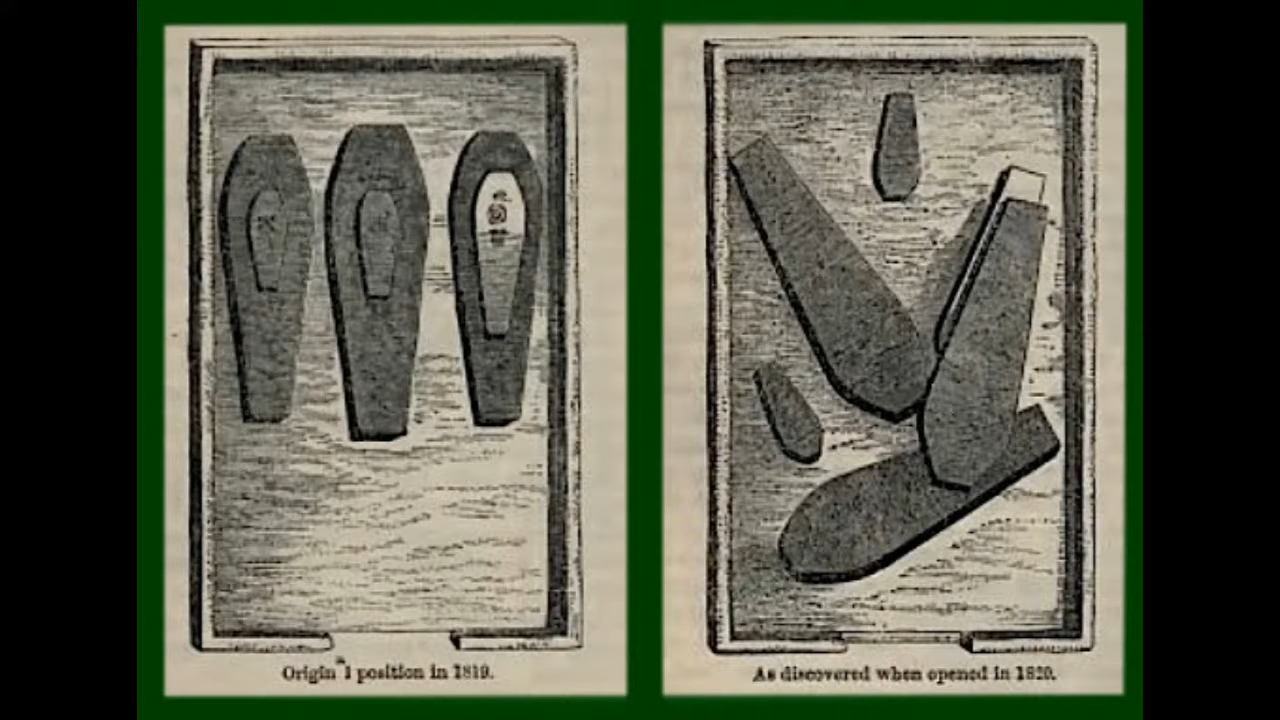 Original position in 1819.
As discovered when opened in 1820.